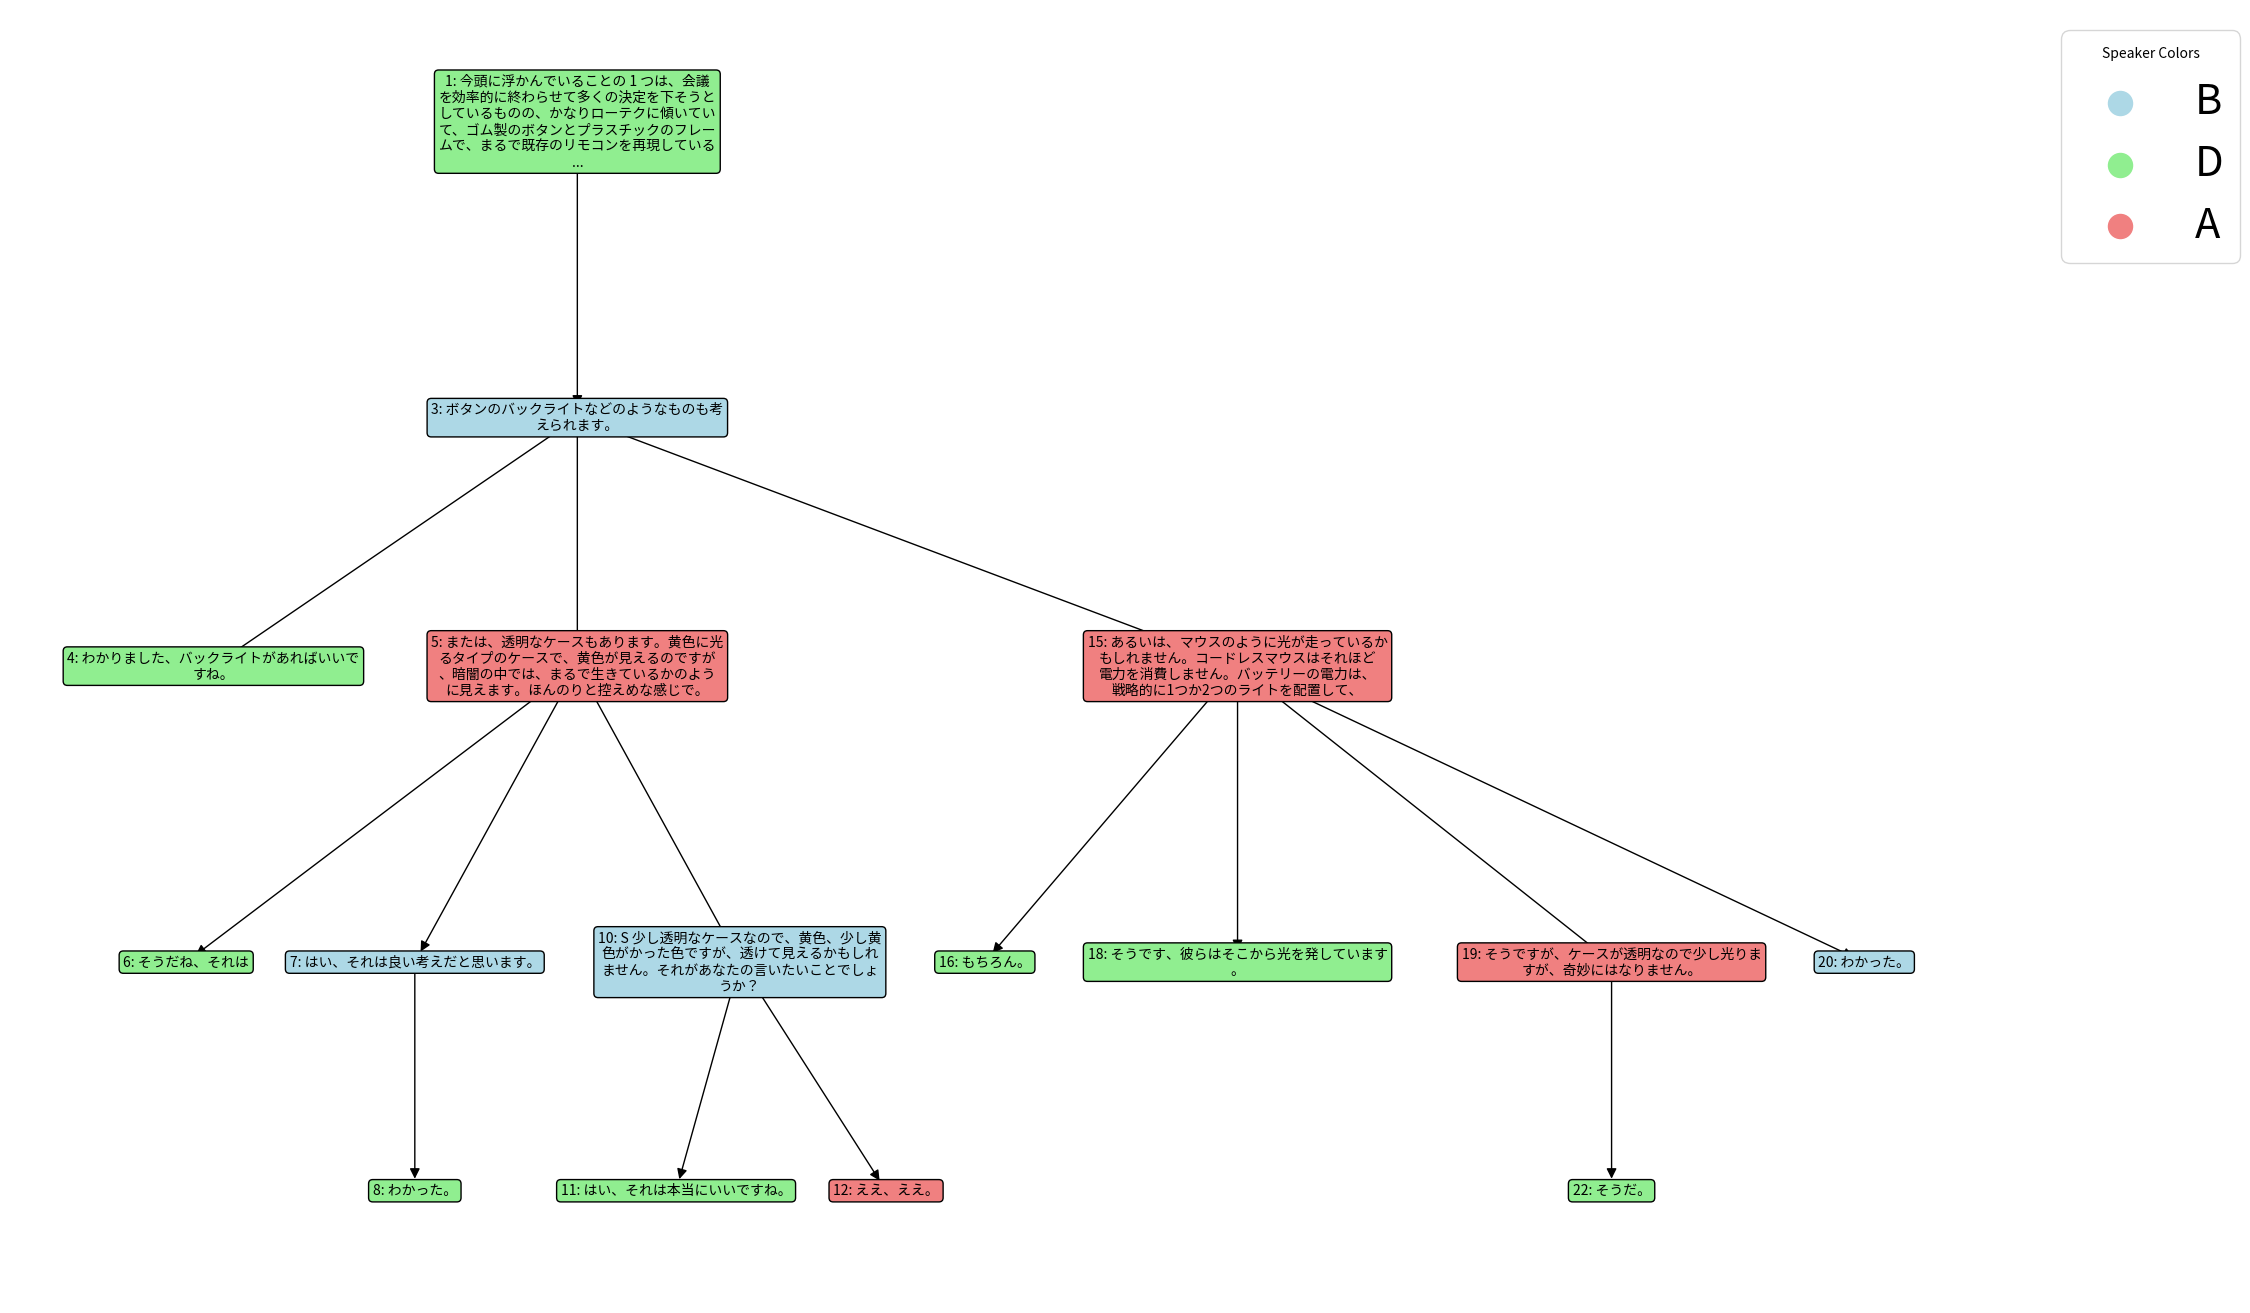 Speaker Colors
B
D
A
1: 今頭に浮かんでいることの 1 つは、会議
を効率的に終わらせて多くの決定を下そうと
しているものの、かなりローテクに傾いてい
て、ゴム製のボタンとプラスチックのフレー
ムで、まるで既存のリモコンを再現している
...
3: ボタンのバックライトなどのようなものも考
えられます。
4: わかりました、バックライトがあればいいで
すね。
5: または、透明なケースもあります。黄色に光
るタイプのケースで、黄色が見えるのですが
、暗闇の中では、まるで生きているかのよう
に見えます。ほんのりと控えめな感じで。
15: あるいは、マウスのように光が走っているか
もしれません。コードレスマウスはそれほど
電力を消費しません。バッテリーの電力は、
戦略的に1つか2つのライトを配置して、
6: そうだね、それは
7: はい、それは良い考えだと思います。
10: S 少し透明なケースなので、黄色、少し黄
色がかった色ですが、透けて見えるかもしれ
ません。それがあなたの言いたいことでしょ
うか？
16: もちろん。
18: そうです、彼らはそこから光を発しています
。
19: そうですが、ケースが透明なので少し光りま
すが、奇妙にはなりません。
20: わかった。
8: わかった。
11: はい、それは本当にいいですね。
12: ええ、ええ。
22: そうだ。